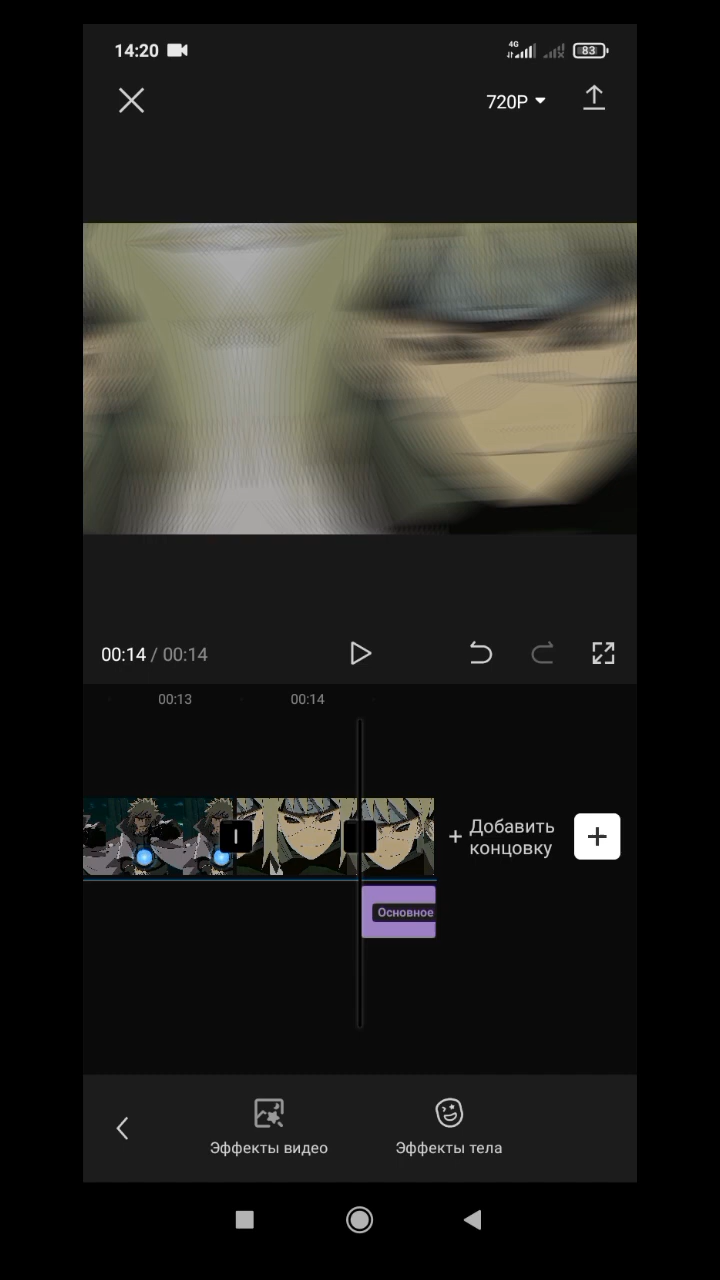 14:20
4G
83
720P
00:14 / 00:14
00:13
00:14
+ Добавить
концовку
Основное
Эффекты видео
Эффекты тела